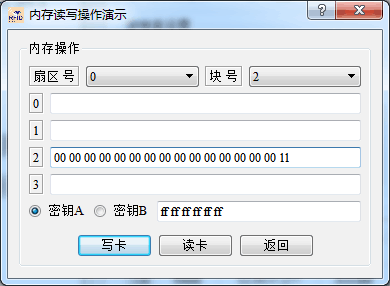 内存读写操作演示
内存操作
扇区 号 0 块 号 2
0
1
2 00 00 00 00 00 00 00 00 00 00 00 00 00 00 00 11
3
密钥A 密钥B ff ff ff ff ff ff
写卡 读卡 返回